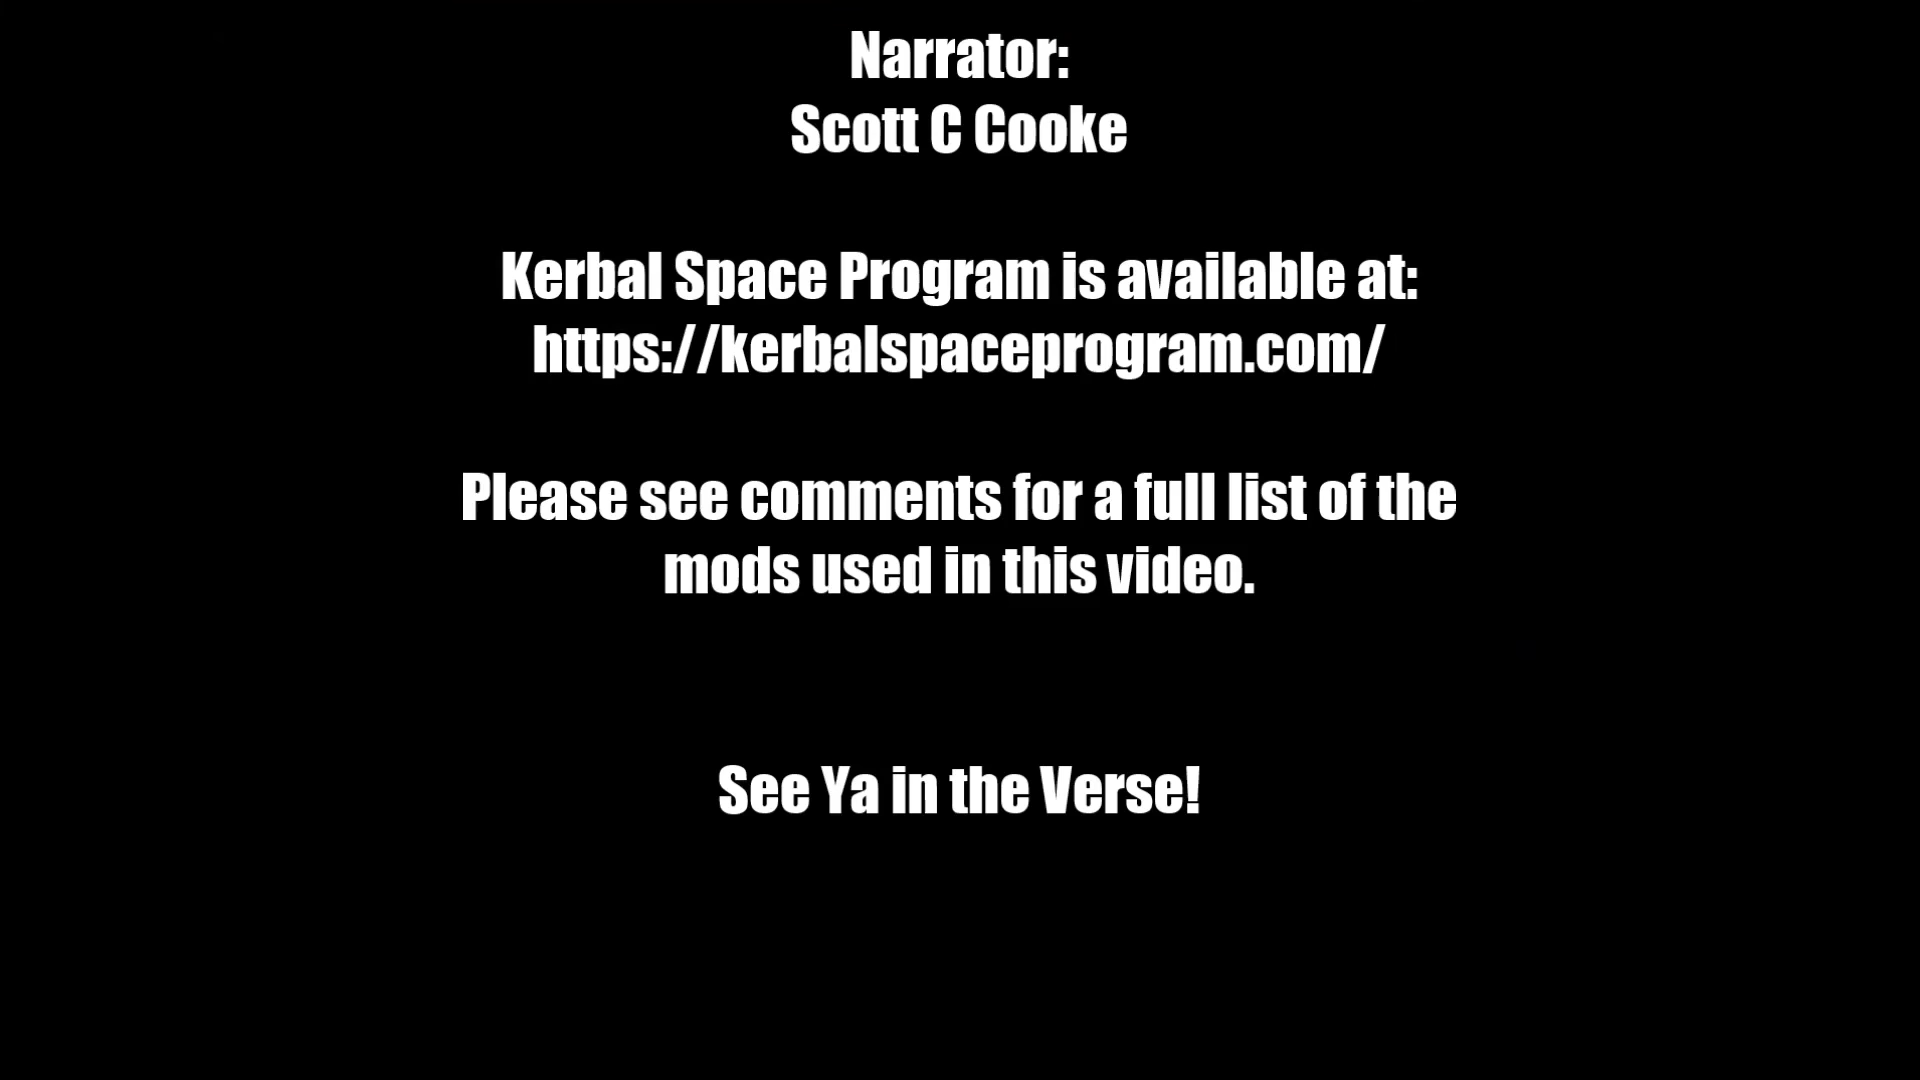 Narrator:
Scott C Cooke
Kerbal Space Program is available at:
https://kerbalspaceprogram.com/
Please see comments for a full list of the
mods used in this video.
See Ya in the Verse!